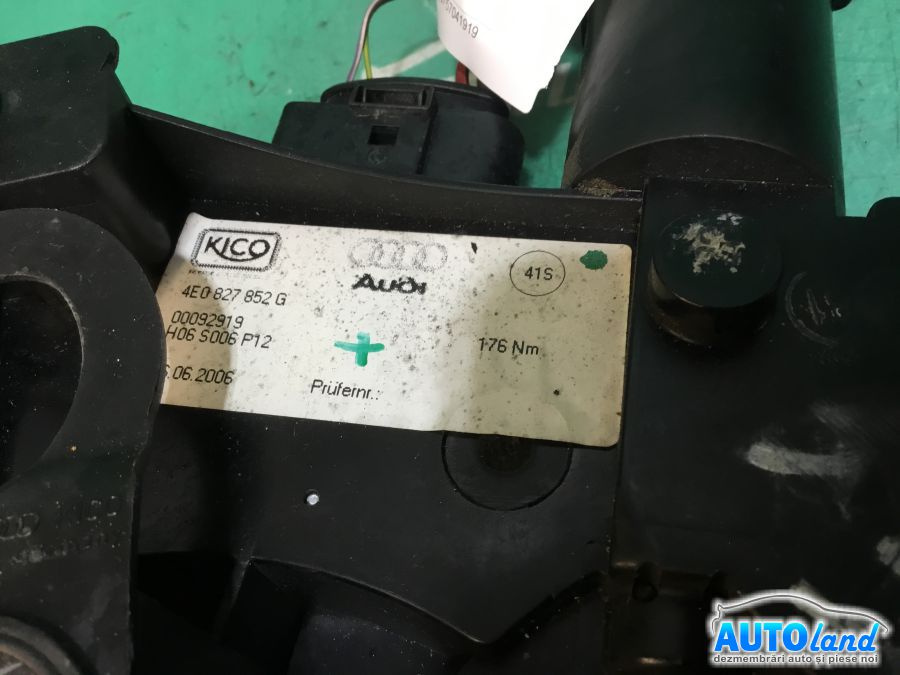 KICO
Audi
41S
4E0 827 852 G
00092919
H06 S006 P12
176 Nm
.06.2006
Prüfernr.:
AUTOland
dezmembrări auto și piese noi